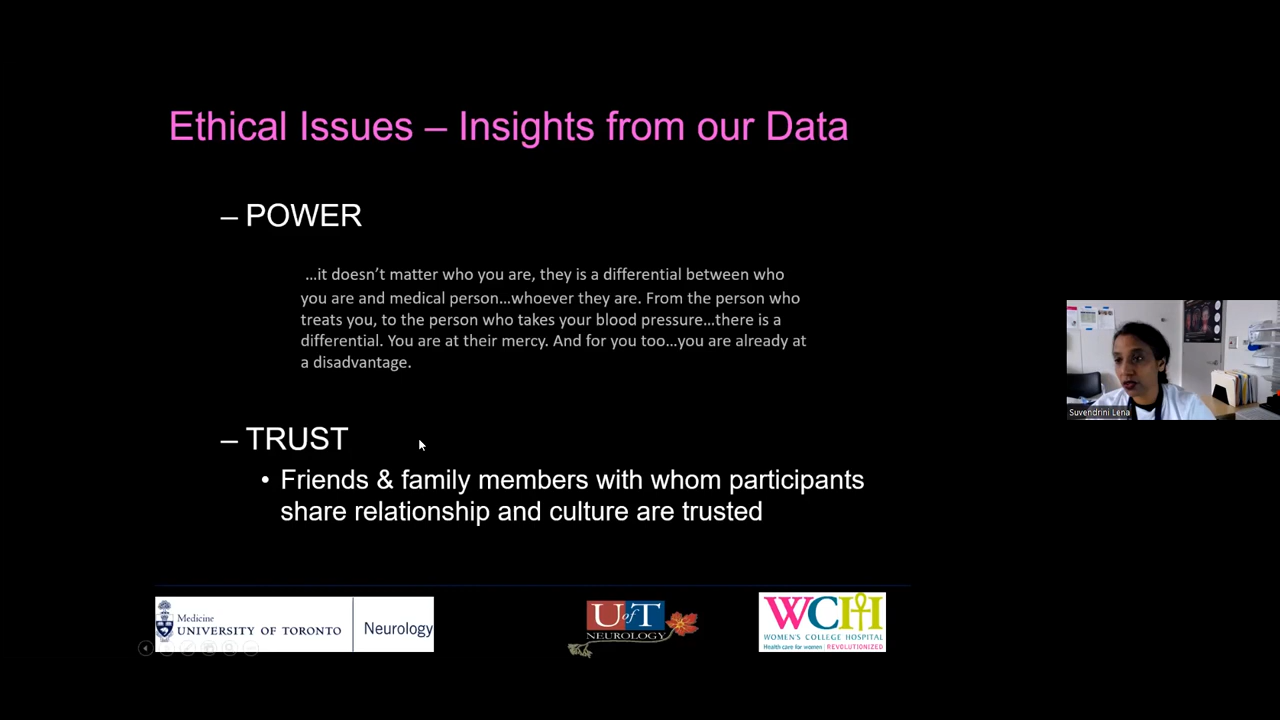 Ethical Issues – Insights from our Data
– POWER
...it doesn't matter who you are, they is a differential between who
you are and medical person...whoever they are. From the person who
treats you, to the person who takes your blood pressure...there is a
differential. You are at their mercy. And for you too...you are already at
a disadvantage.
– TRUST
• Friends & family members with whom participants
share relationship and culture are trusted
Suvendrini Lena
Medicine
UNIVERSITY OF TORONTO
Neurology
UofT
NEUROLOGY
WCH
WOMEN'S COLLEGE HOSPITAL
Health care for women | REVOLUTIONIZED